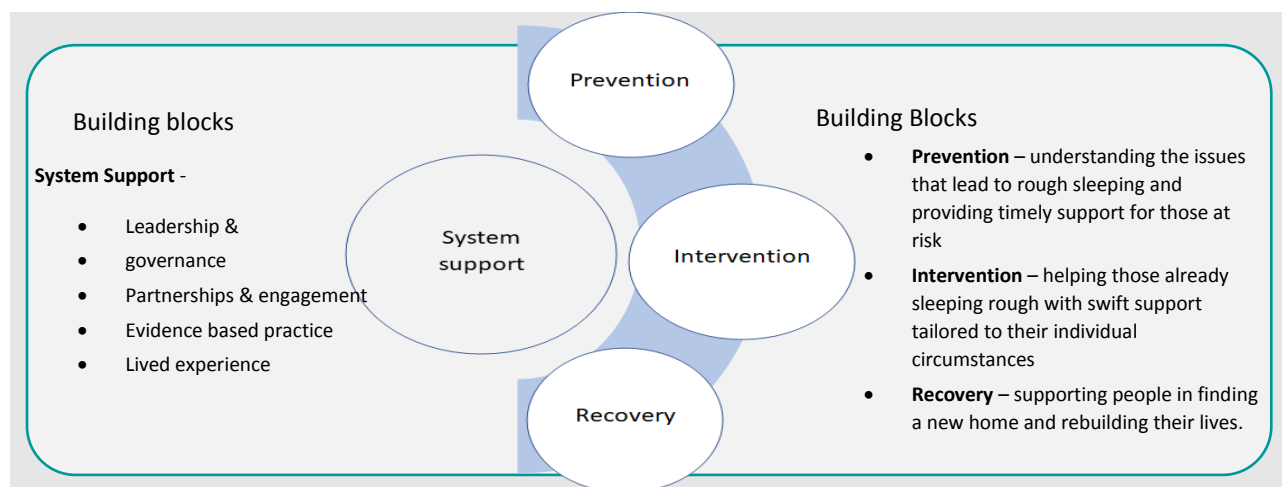 Building blocks
System Support -
• Leadership &
• governance
• Partnerships & engagement
• Evidence based practice
• Lived experience
Prevention
System
support
Intervention
Recovery
Building Blocks
• Prevention – understanding the issues
that lead to rough sleeping and
providing timely support for those at
risk
• Intervention – helping those already
sleeping rough with swift support
tailored to their individual
circumstances
• Recovery – supporting people in finding
a new home and rebuilding their lives.